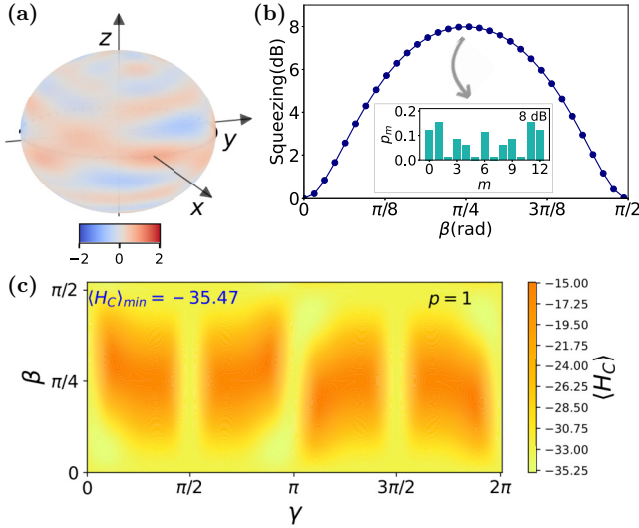 (a)
z
y
x
−2 0 2
(b)
Squeezing(dB)
8
6
4
2
0
0 π/8 π/4 3π/8 π/2
β(rad)
8 dB
p_m
0.2
0.1
0.0
0 3 6 9 12
m
(c)
⟨H_C⟩_min = −35.47
p = 1
β
π/2
π/4
0
0 π/2 π 3π/2 2π
γ
−15.00
−17.50
−19.25
−21.00
−24.00
−26.25
−28.50
−30.75
−33.00
−35.25
⟨H_C⟩